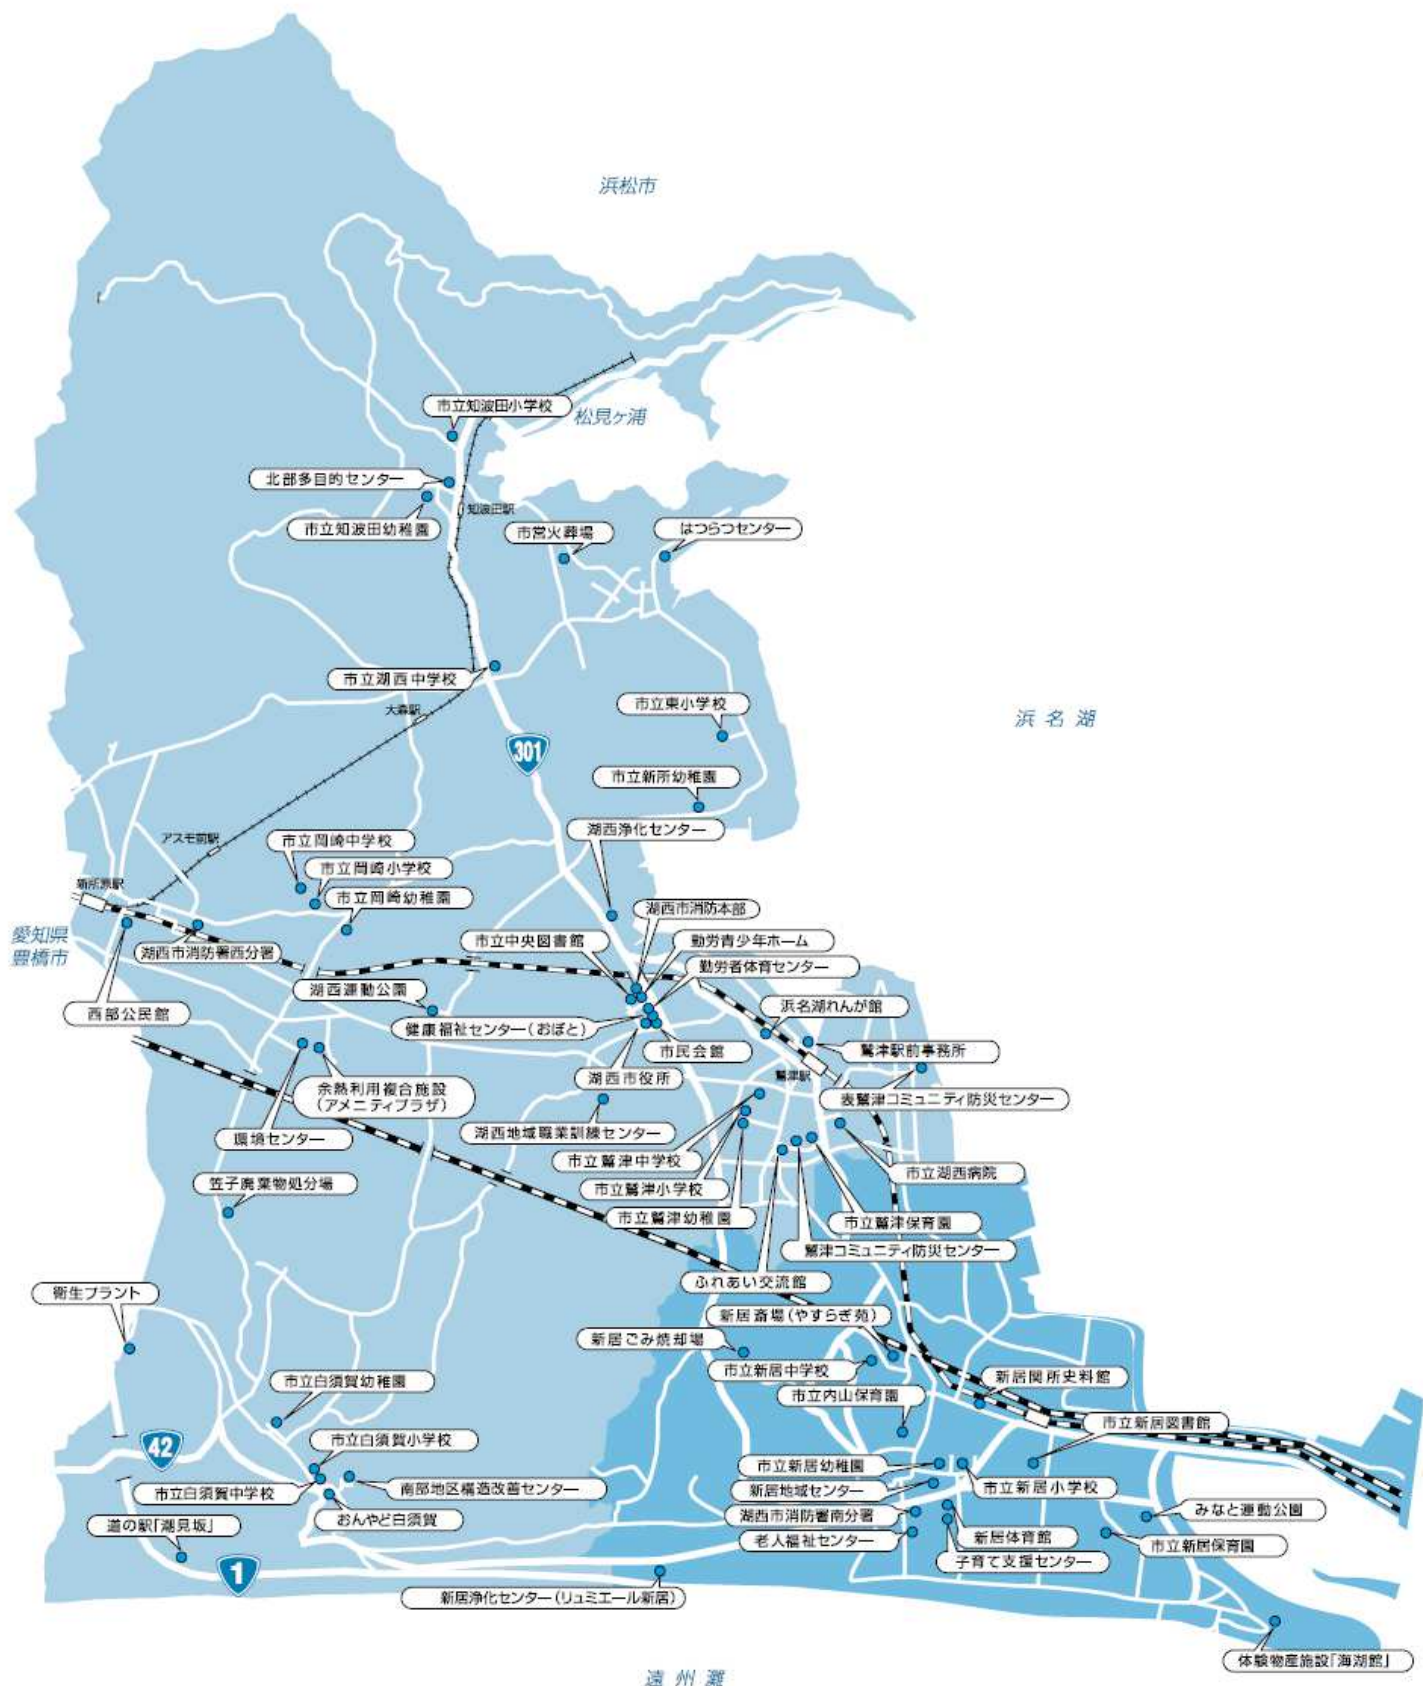 浜松市
市立知波田小学校
松見ヶ浦
北部多目的センター
知波田駅
市立知波田幼稚園
市営火葬場
はつらつセンター
市立湖西中学校
大森駅
市立東小学校
浜名湖
301
市立新所幼稚園
湖西浄化センター
アスモ前駅
市立岡崎中学校
市立岡崎小学校
新所原駅
市立岡崎幼稚園
湖西市消防本部
愛知県
豊橋市
湖西市消防署西分署
市立中央図書館
勤労青少年ホーム
勤労者体育センター
湖西運動公園
西部公民館
健康福祉センター(おぼと)
浜名湖れんが館
市民会館
鷲津駅前事務所
湖西市役所
鷲津駅
余熱利用複合施設
(アメニティプラザ)
表鷲津コミュニティ防災センター
環境センター
湖西地域職業訓練センター
市立鷲津中学校
市立湖西病院
笠子廃棄物処分場
市立鷲津小学校
市立鷲津幼稚園
市立鷲津保育園
鷲津コミュニティ防災センター
ふれあい交流館
衛生プラント
新居斎場(やすらぎ苑)
新居ごみ焼却場
市立新居中学校
新居関所史料館
市立白須賀幼稚園
市立内山保育園
市立新居図書館
42
市立白須賀小学校
市立新居幼稚園
市立白須賀中学校
南部地区構造改善センター
新居地域センター
市立新居小学校
道の駅「潮見坂」
おんやど白須賀
湖西市消防署南分署
みなと運動公園
老人福祉センター
新居体育館
市立新居保育園
子育て支援センター
1
新居浄化センター(リュミエール新居)
体験物産施設「海湖館」
遠州灘